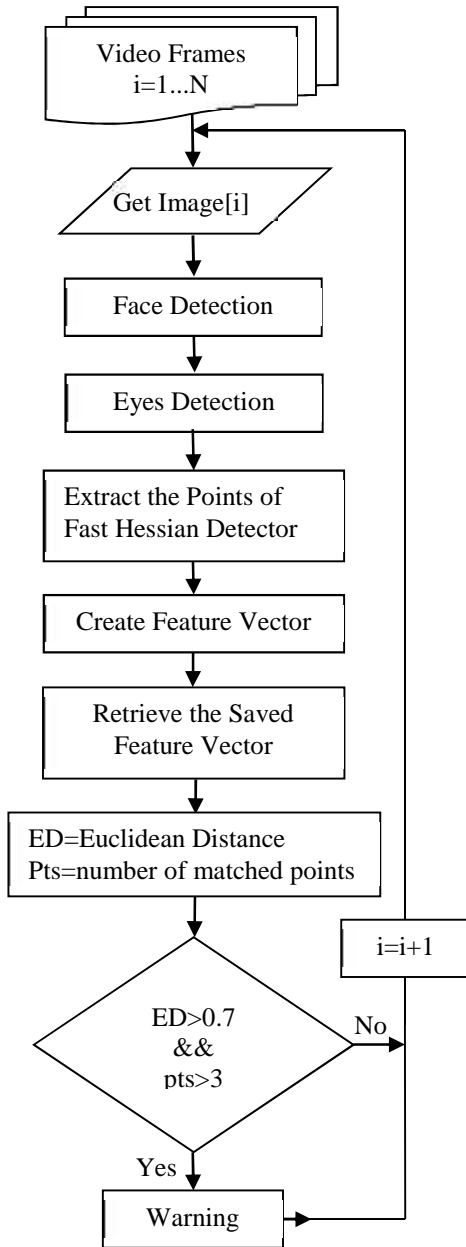 Video Frames
i=1...N
Get Image[i]
Face Detection
Eyes Detection
Extract the Points of
Fast Hessian Detector
Create Feature Vector
Retrieve the Saved
Feature Vector
ED=Euclidean Distance
Pts=number of matched points
i=i+1
ED>0.7
&&
pts>3
No
Yes
Warning